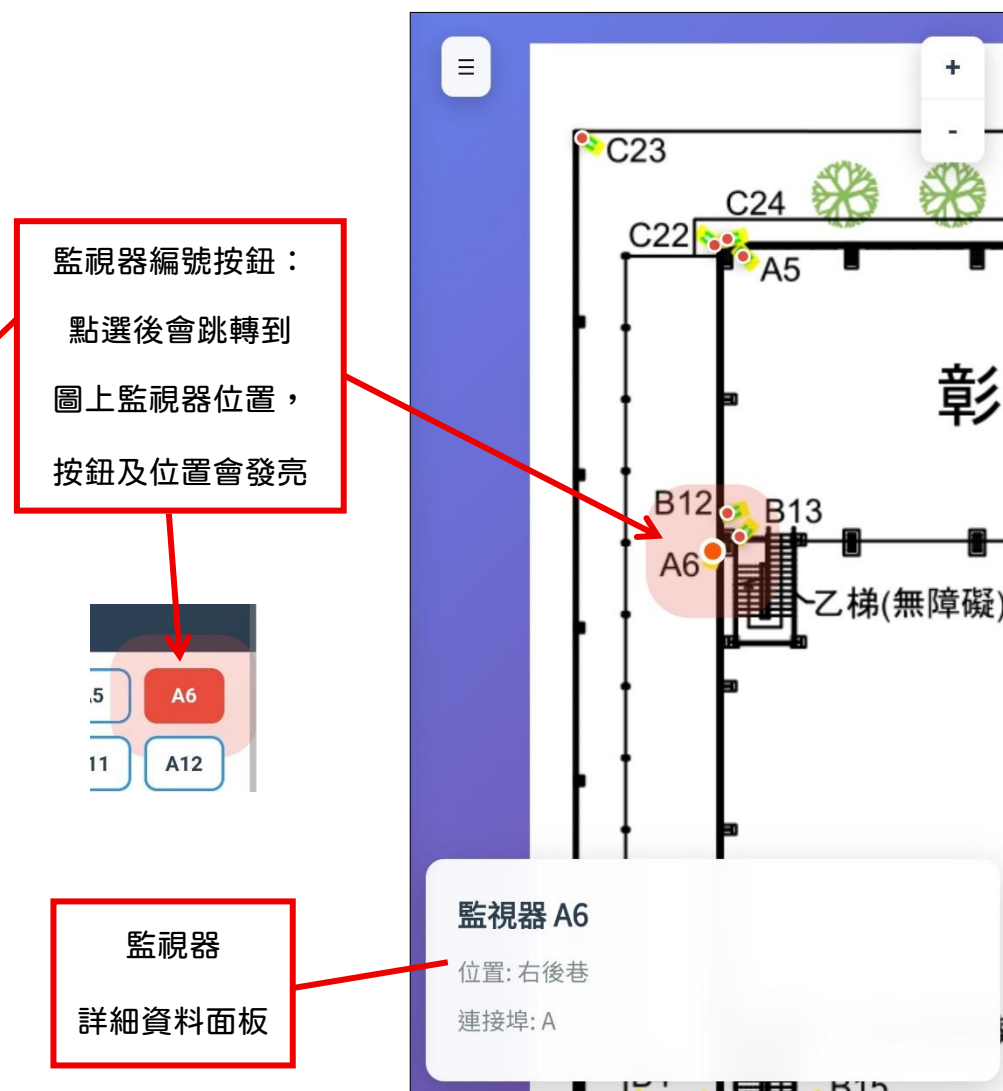 ☰
+
-
C23
C24
C22
A5
彰
監視器編號按鈕：
點選後會跳轉到
圖上監視器位置，
按鈕及位置會發亮
B12
B13
A6
乙梯(無障礙)
A6
A12
監視器 A6
位置: 右後巷
連接埠: A
監視器
詳細資料面板